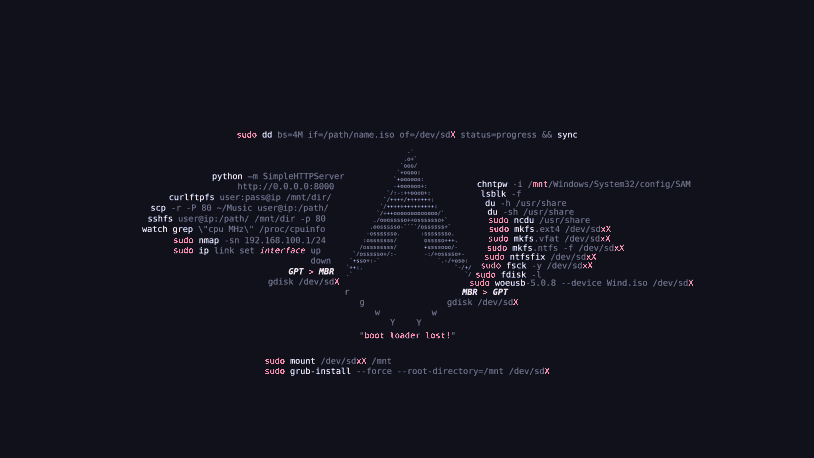 sudo dd bs=4M if=/path/name.iso of=/dev/sdX status=progress && sync
python -m SimpleHTTPServer
http://0.0.0.0:8000
curlftpfs user:pass@ip /mnt/dir/
scp -r -P 80 ~/Music user@ip:/path/
sshfs user@ip:/path/ /mnt/dir -p 80
watch grep \"cpu MHz\" /proc/cpuinfo
sudo nmap -sn 192.168.100.1/24
sudo ip link set interface up
down
GPT > MBR
gdisk /dev/sdX
r
g
w
Y
chntpw -i /mnt/Windows/System32/config/SAM
lsblk -f
du -h /usr/share
du -sh /usr/share
sudo ncdu /usr/share
sudo mkfs.ext4 /dev/sdxX
sudo mkfs.vfat /dev/sdxX
sudo mkfs.ntfs -f /dev/sdxX
sudo ntfsfix /dev/sdxX
sudo fsck -y /dev/sdxX
sudo fdisk -l
sudo woeusb-5.0.8 --device Wind.iso /dev/sdxX
MBR > GPT
gdisk /dev/sdX
w
Y
"boot loader lost!"
sudo mount /dev/sdxX /mnt
sudo grub-install --force --root-directory=/mnt /dev/sdX